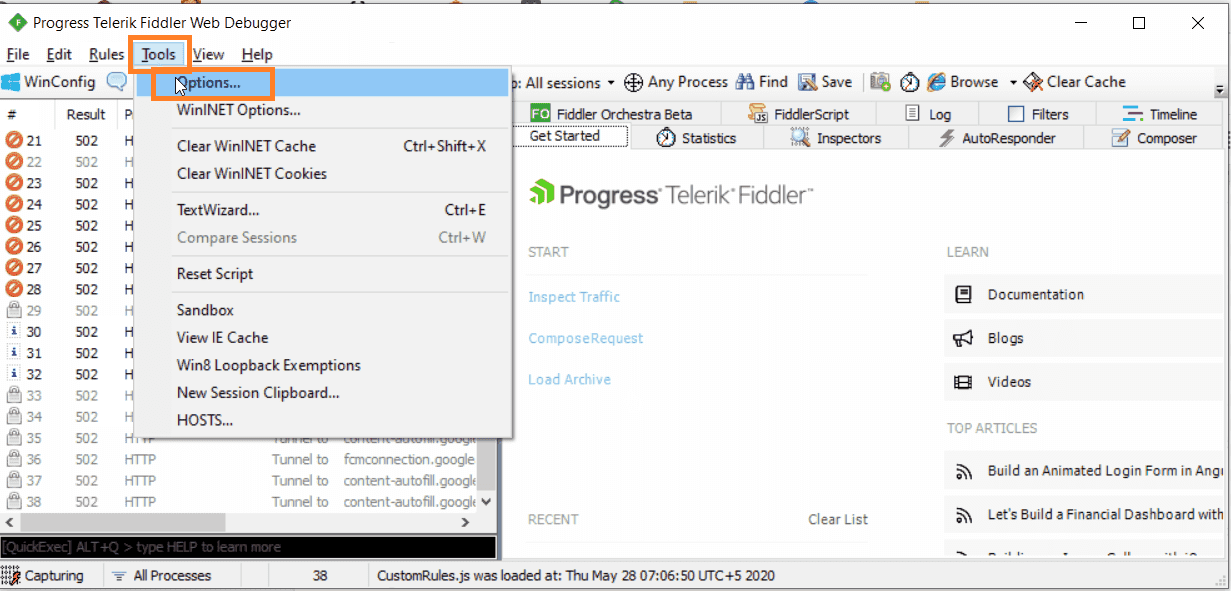 Progress Telerik Fiddler Web Debugger
File Edit Rules Tools View Help
WinConfig All sessions Any Process Find Save Browse Clear Cache
Options...
WinINET Options...
Clear WinINET Cache Ctrl+Shift+X
Clear WinINET Cookies
TextWizard... Ctrl+E
Compare Sessions Ctrl+W
Reset Script
Sandbox
View IE Cache
Win8 Loopback Exemptions
New Session Clipboard...
HOSTS...
# Result
21 502 H
22 502 H
23 502 H
24 502 H
25 502 H
26 502 H
27 502 H
28 502 H
29 502 H
30 502 H
31 502 H
32 502 H
33 502 H
34 502 H
35 502 HTTP Tunnel to content-autofill.google
36 502 HTTP Tunnel to fcmconnection.google
37 502 HTTP Tunnel to content-autofill.google
38 502 HTTP Tunnel to content-autofill.google
[QuickExec] ALT+Q > type HELP to learn more
FO Fiddler Orchestra Beta JS FiddlerScript Log Filters Timeline
Get Started Statistics Inspectors AutoResponder Composer
Progress® Telerik® Fiddler™
START
Inspect Traffic
Compose Request
Load Archive
RECENT Clear List
LEARN
Documentation
Blogs
Videos
TOP ARTICLES
Build an Animated Login Form in Angu
Let's Build a Financial Dashboard with
Capturing All Processes 38 CustomRules.js was loaded at: Thu May 28 07:06:50 UTC+5 2020